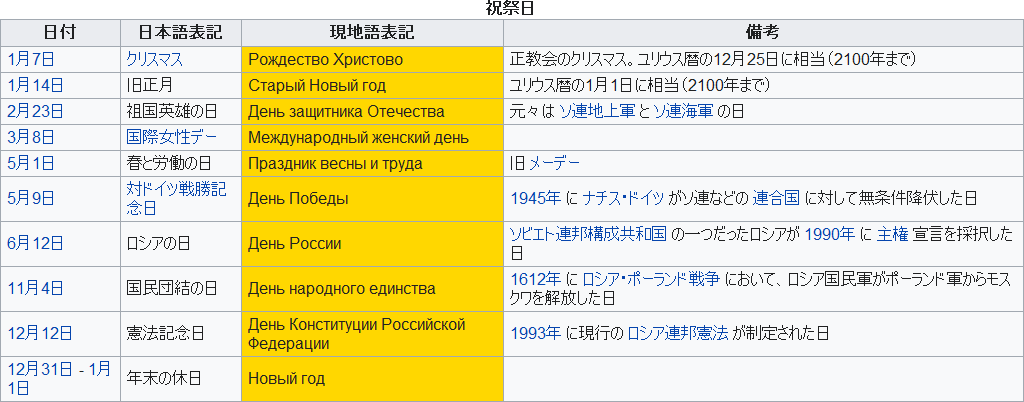 祝祭日
日付 日本語表記 現地語表記 備考
1月7日 クリスマス Рождество Христово 正教会のクリスマス。ユリウス暦の12月25日に相当（2100年まで）
1月14日 旧正月 Старый Новый год ユリウス暦の1月1日に相当（2100年まで）
2月23日 祖国英雄の日 День защитника Отечества 元々は ソ連地上軍 と ソ連海軍 の日
3月8日 国際女性デー Международный женский день
5月1日 春と労働の日 Праздник весны и труда 旧 メーデー
5月9日 対ドイツ戦勝記
念日 День Победы 1945年 に ナチス・ドイツ がソ連などの 連合国 に対して無条件降伏した日
6月12日 ロシアの日 День России ソビエト連邦構成共和国 の一つだったロシアが 1990年 に 主権 宣言を採択した
日
11月4日 国民団結の日 День народного единства 1612年 に ロシア・ポーランド戦争 において、ロシア国民軍がポーランド軍からモス
クワを解放した日
12月12日 憲法記念日 День Конституции Российской
Федерации 1993年 に現行の ロシア連邦憲法 が制定された日
12月31日 - 1月
1日 年末の休日 Новый год